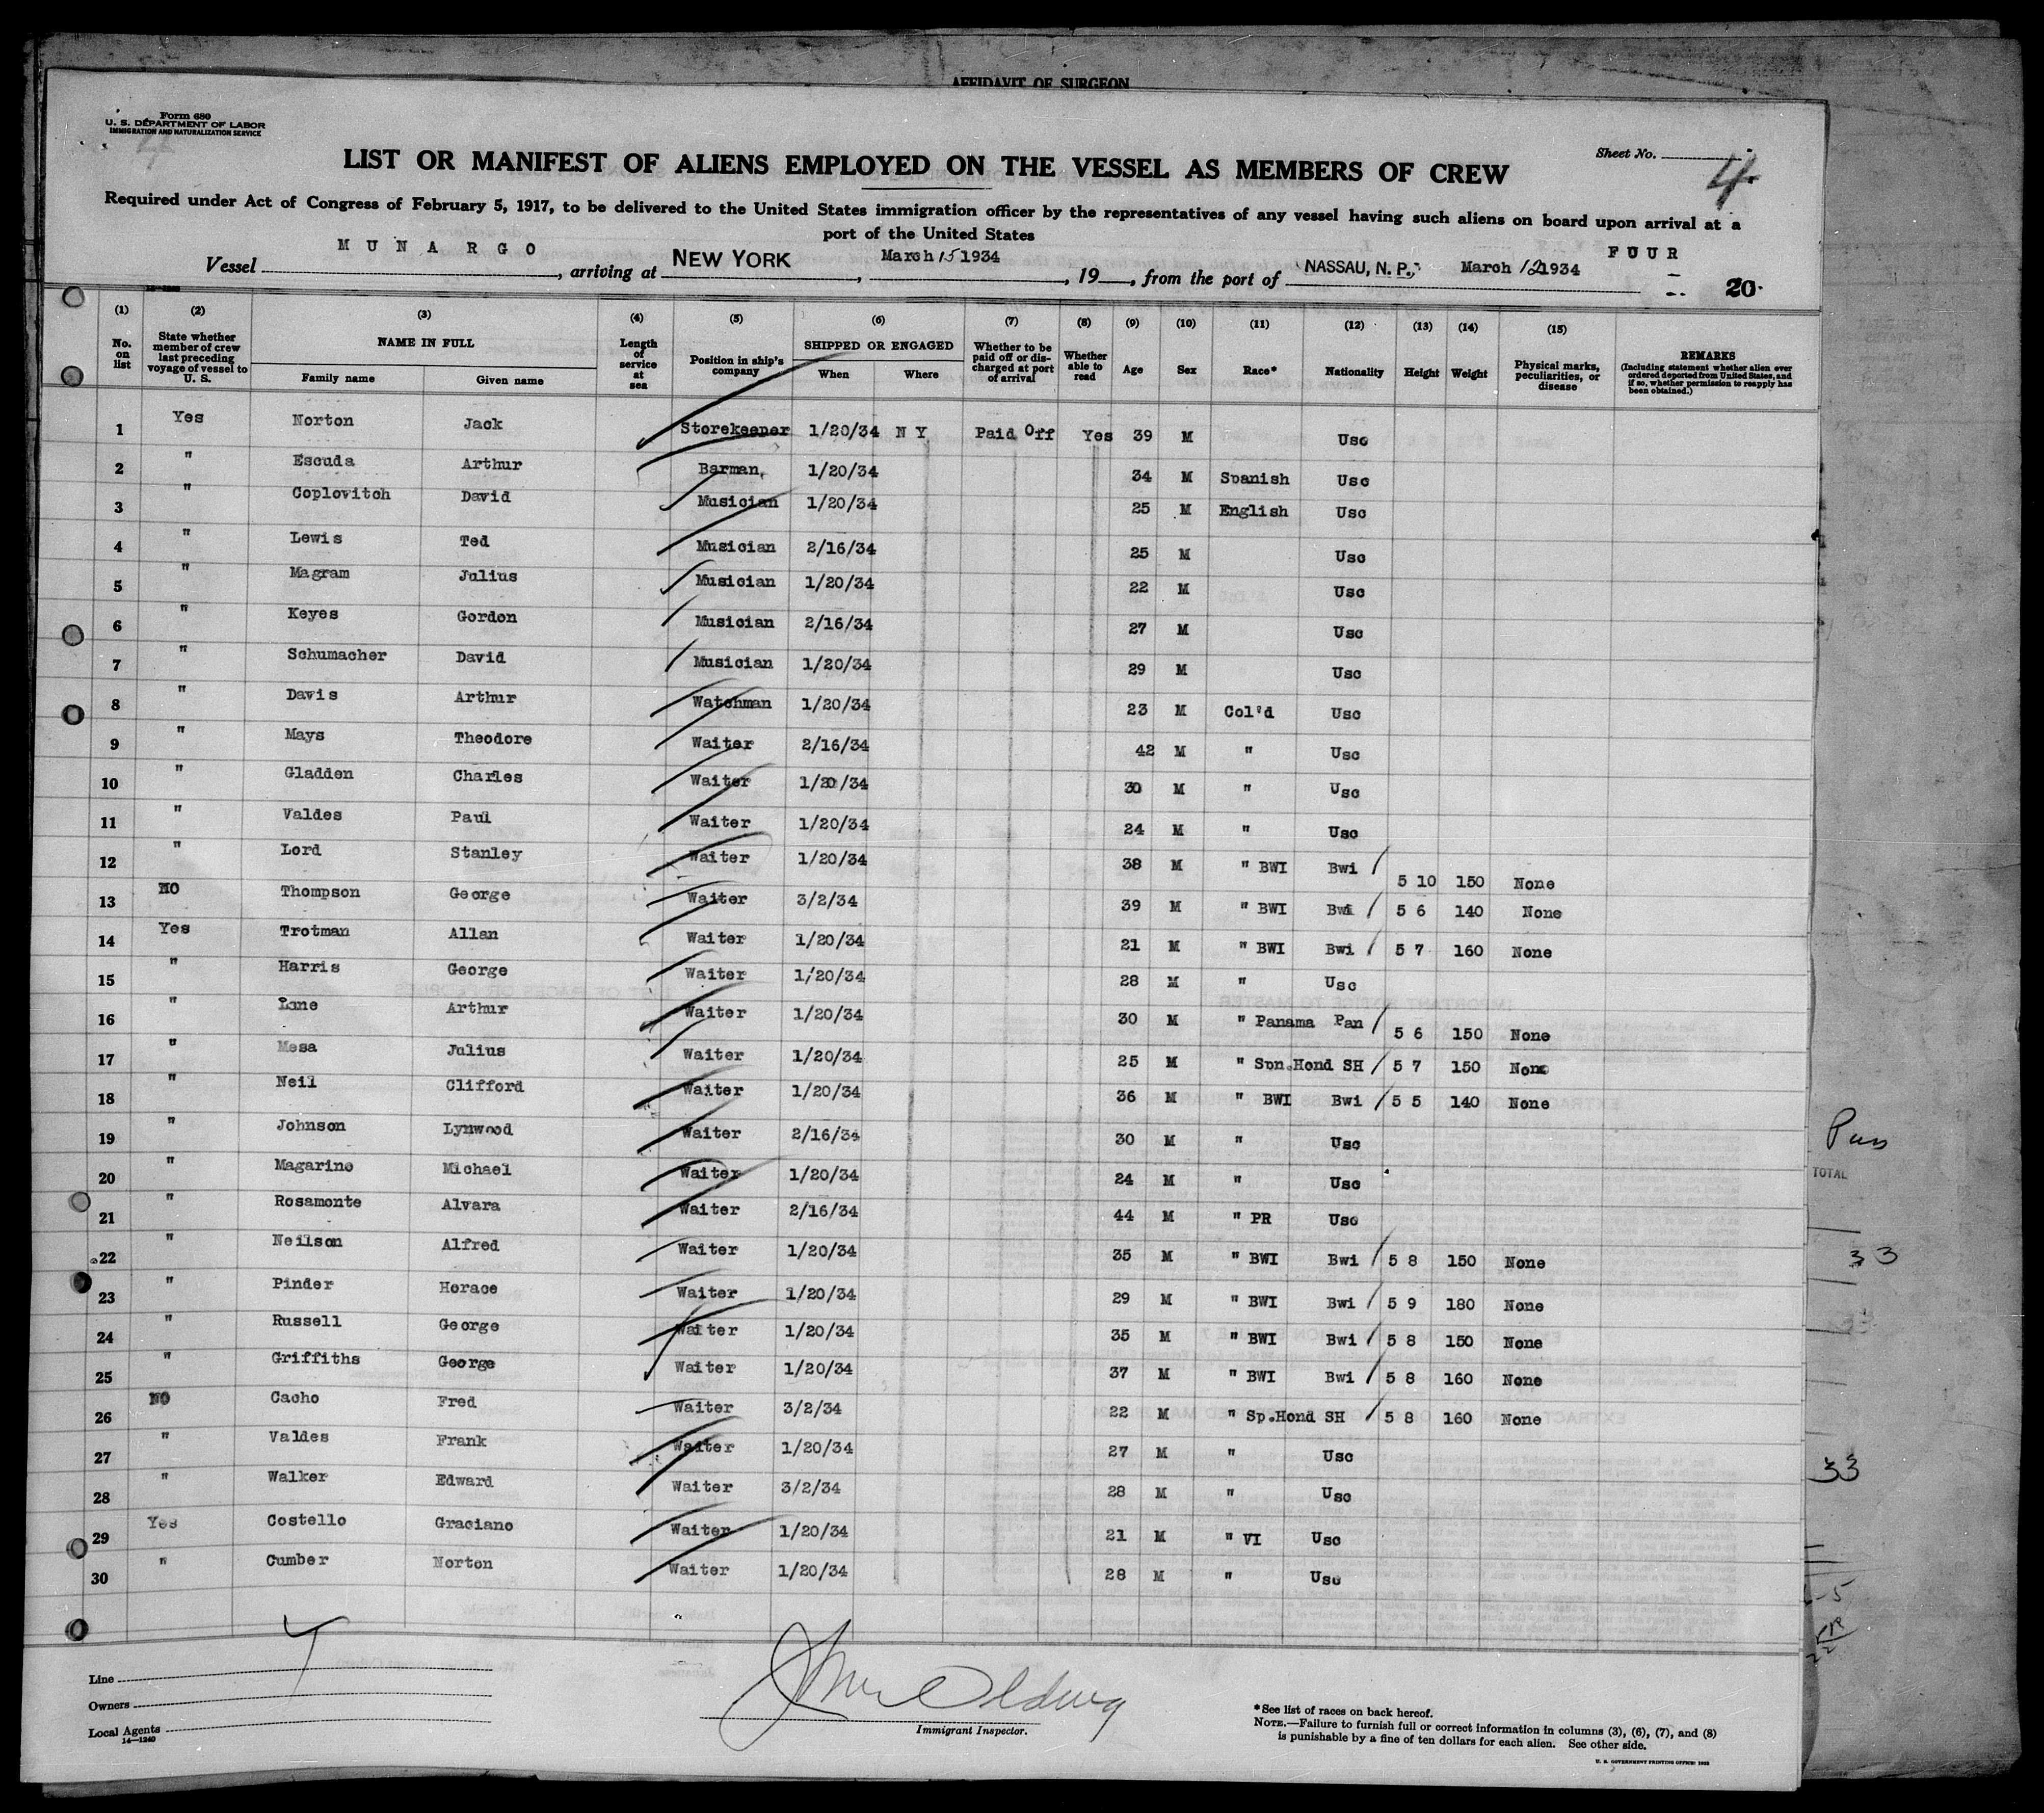 AFFIDAVIT OF SURGEON
Form 680
U. S. DEPARTMENT OF LABOR
IMMIGRATION AND NATURALIZATION SERVICE
Sheet No. 4
LIST OR MANIFEST OF ALIENS EMPLOYED ON THE VESSEL AS MEMBERS OF CREW
Required under Act of Congress of February 5, 1917, to be delivered to the United States immigration officer by the representatives of any vessel having such aliens on board upon arrival at a
port of the United States
FUUR
Vessel M U N A R G O, arriving at NEW YORK, March 15 1934, 19__, from the port of NASSAU, N. P., March 12 1934 20
(1) (2) (3) (4) (5) (6) (7) (8) (9) (10) (11) (12) (13) (14) (15)
No. on list State whether member of crew last preceding voyage of vessel to U. S. NAME IN FULL Family name Given name Length of service at sea Position in ship's company SHIPPED OR ENGAGED When Where Whether to be paid off or discharged at port of arrival Whether able to read Age Sex Race* Nationality Height Weight Physical marks, peculiarities, or disease REMARKS (Including statement whether alien ever ordered deported from United States, and if so, whether permission to reapply has been obtained.)
1 Yes Norton Jack Storekeeper 1/20/34 N Y Paid Off Yes 39 M Usc
2 " Escuda Arthur Barman, 1/20/34 34 M Spanish Usc
3 " Coplovitch David Musician 1/20/34 25 M English Usc
4 " Lewis Ted Musician 2/16/34 25 M Usc
5 " Magram Julius Musician 1/20/34 22 M Usc
6 " Keyes Gordon Musician 2/16/34 27 M Usc
7 " Schumacher David Musician 1/20/34 29 M Usc
8 " Davis Arthur Watchman 1/20/34 23 M Col'd Usc
9 " Mays Theodore Waiter 2/16/34 42 M " Usc
10 " Gladden Charles Waiter 1/20/34 30 M " Usc
11 " Valdes Paul Waiter 1/20/34 24 M " Usc
12 " Lord Stanley Waiter 1/20/34 38 M " BWI Bwi 5 10 150 None
13 NO Thompson George Waiter 3/2/34 39 M " BWI Bwi 5 6 140 None
14 Yes Trotman Allan Waiter 1/20/34 21 M " BWI Bwi 5 7 160 None
15 " Harris George Waiter 1/20/34 28 M " Usc
16 " Lane Arthur Waiter 1/20/34 30 M " Panama Pan 5 6 150 None
17 " Mesa Julius Waiter 1/20/34 25 M " Spn.Hond SH 5 7 150 None
18 " Neil Clifford Waiter 1/20/34 36 M " BWI Bwi 5 5 140 None
19 " Johnson Lynwood Waiter 2/16/34 30 M " Usc
20 " Magarino Michael Waiter 1/20/34 24 M " Usc
21 " Rosamonte Alvara Waiter 2/16/34 44 M " PR Usc
22 " Neilson Alfred Waiter 1/20/34 35 M " BWI Bwi 5 8 150 None
23 " Pinder Horace Waiter 1/20/34 29 M " BWI Bwi 5 9 180 None
24 " Russell George Waiter 1/20/34 35 M " BWI Bwi 5 8 150 None
25 " Griffiths George Waiter 1/20/34 37 M " BWI Bwi 5 8 160 None
26 NO Cacho Fred Waiter 3/2/34 22 M " Sp.Hond SH 5 8 160 None
27 " Valdes Frank Waiter 1/20/34 27 M " Usc
28 " Walker Edward Waiter 3/2/34 28 M " Usc
29 Yes Costello Graciano Waiter 1/20/34 21 M " VI Usc
30 " Cumber Norton Waiter 1/20/34 28 M " Usc
TOTAL
33
33
Line
Owners
Local Agents
14—1240
Immigrant Inspector.
*See list of races on back hereof.
NOTE.—Failure to furnish full or correct information in columns (3), (6), (7), and (8)
is punishable by a fine of ten dollars for each alien. See other side.
U. S. GOVERNMENT PRINTING OFFICE: 1933